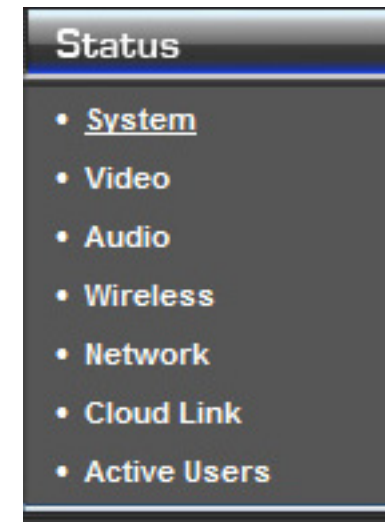 Status
• System
• Video
• Audio
• Wireless
• Network
• Cloud Link
• Active Users